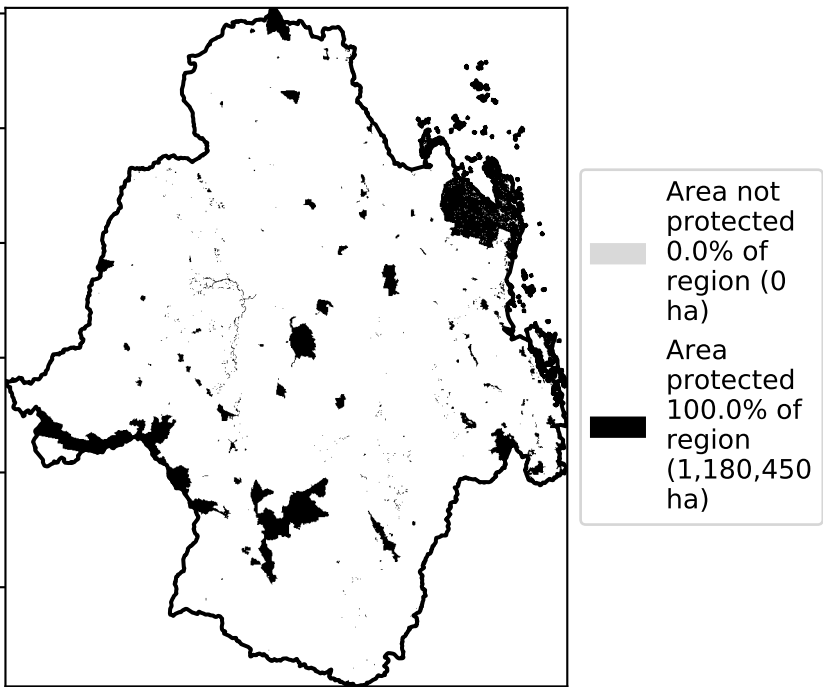 Area not
protected
0.0% of
region (0
ha)
Area
protected
100.0% of
region
(1,180,450
ha)